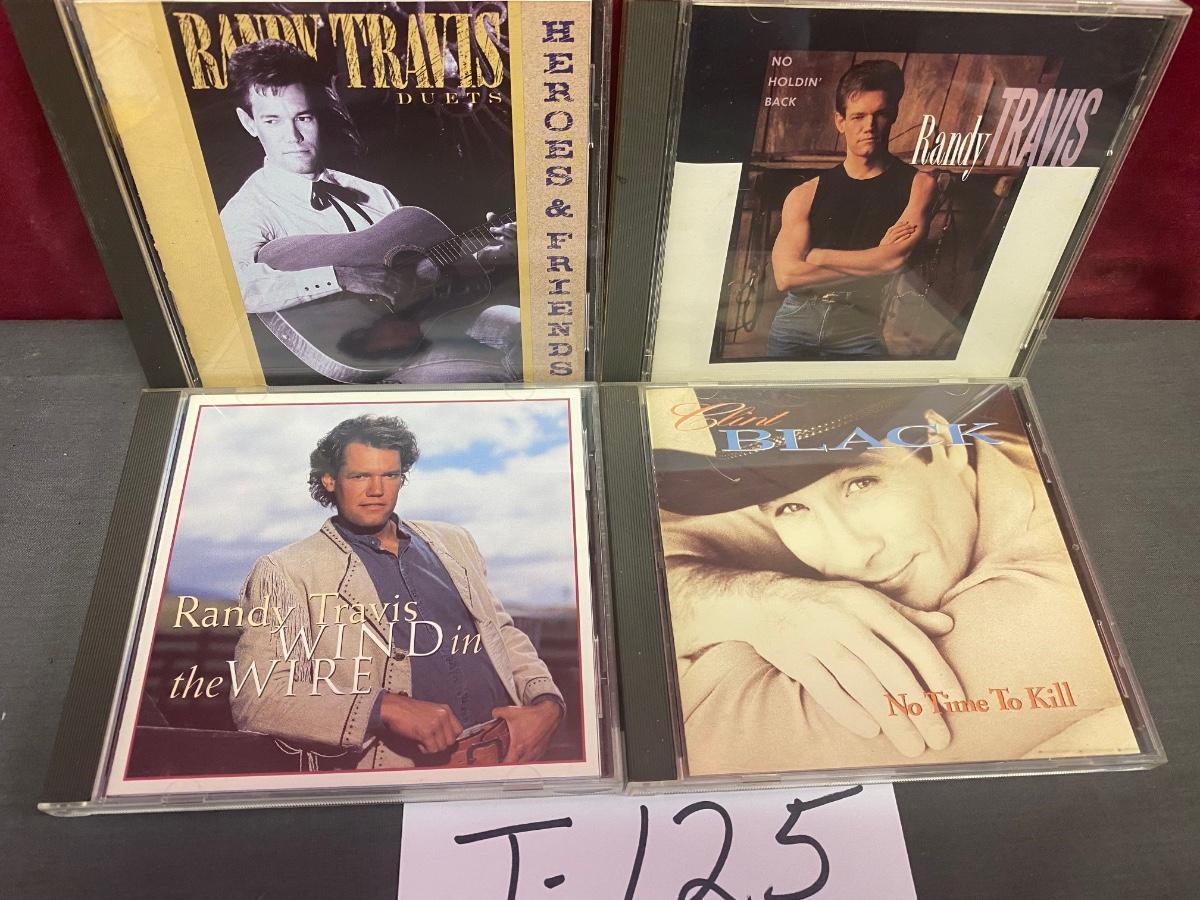 RANDY TRAVIS
DUETS
HEROES & FRIENDS
NO
HOLDIN'
BACK
Randy TRAVIS
Randy Travis
WIND in
the WIRE
Clint
BLACK
No Time To Kill
T-125